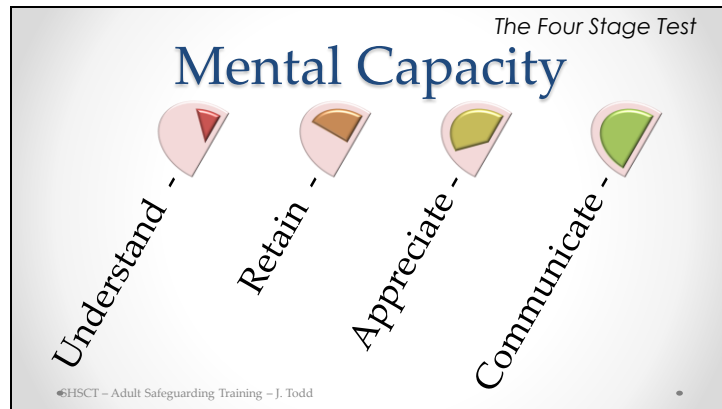 The Four Stage Test
Mental Capacity
Understand -
Retain -
Appreciate -
Communicate -
SHSCT – Adult Safeguarding Training – J. Todd